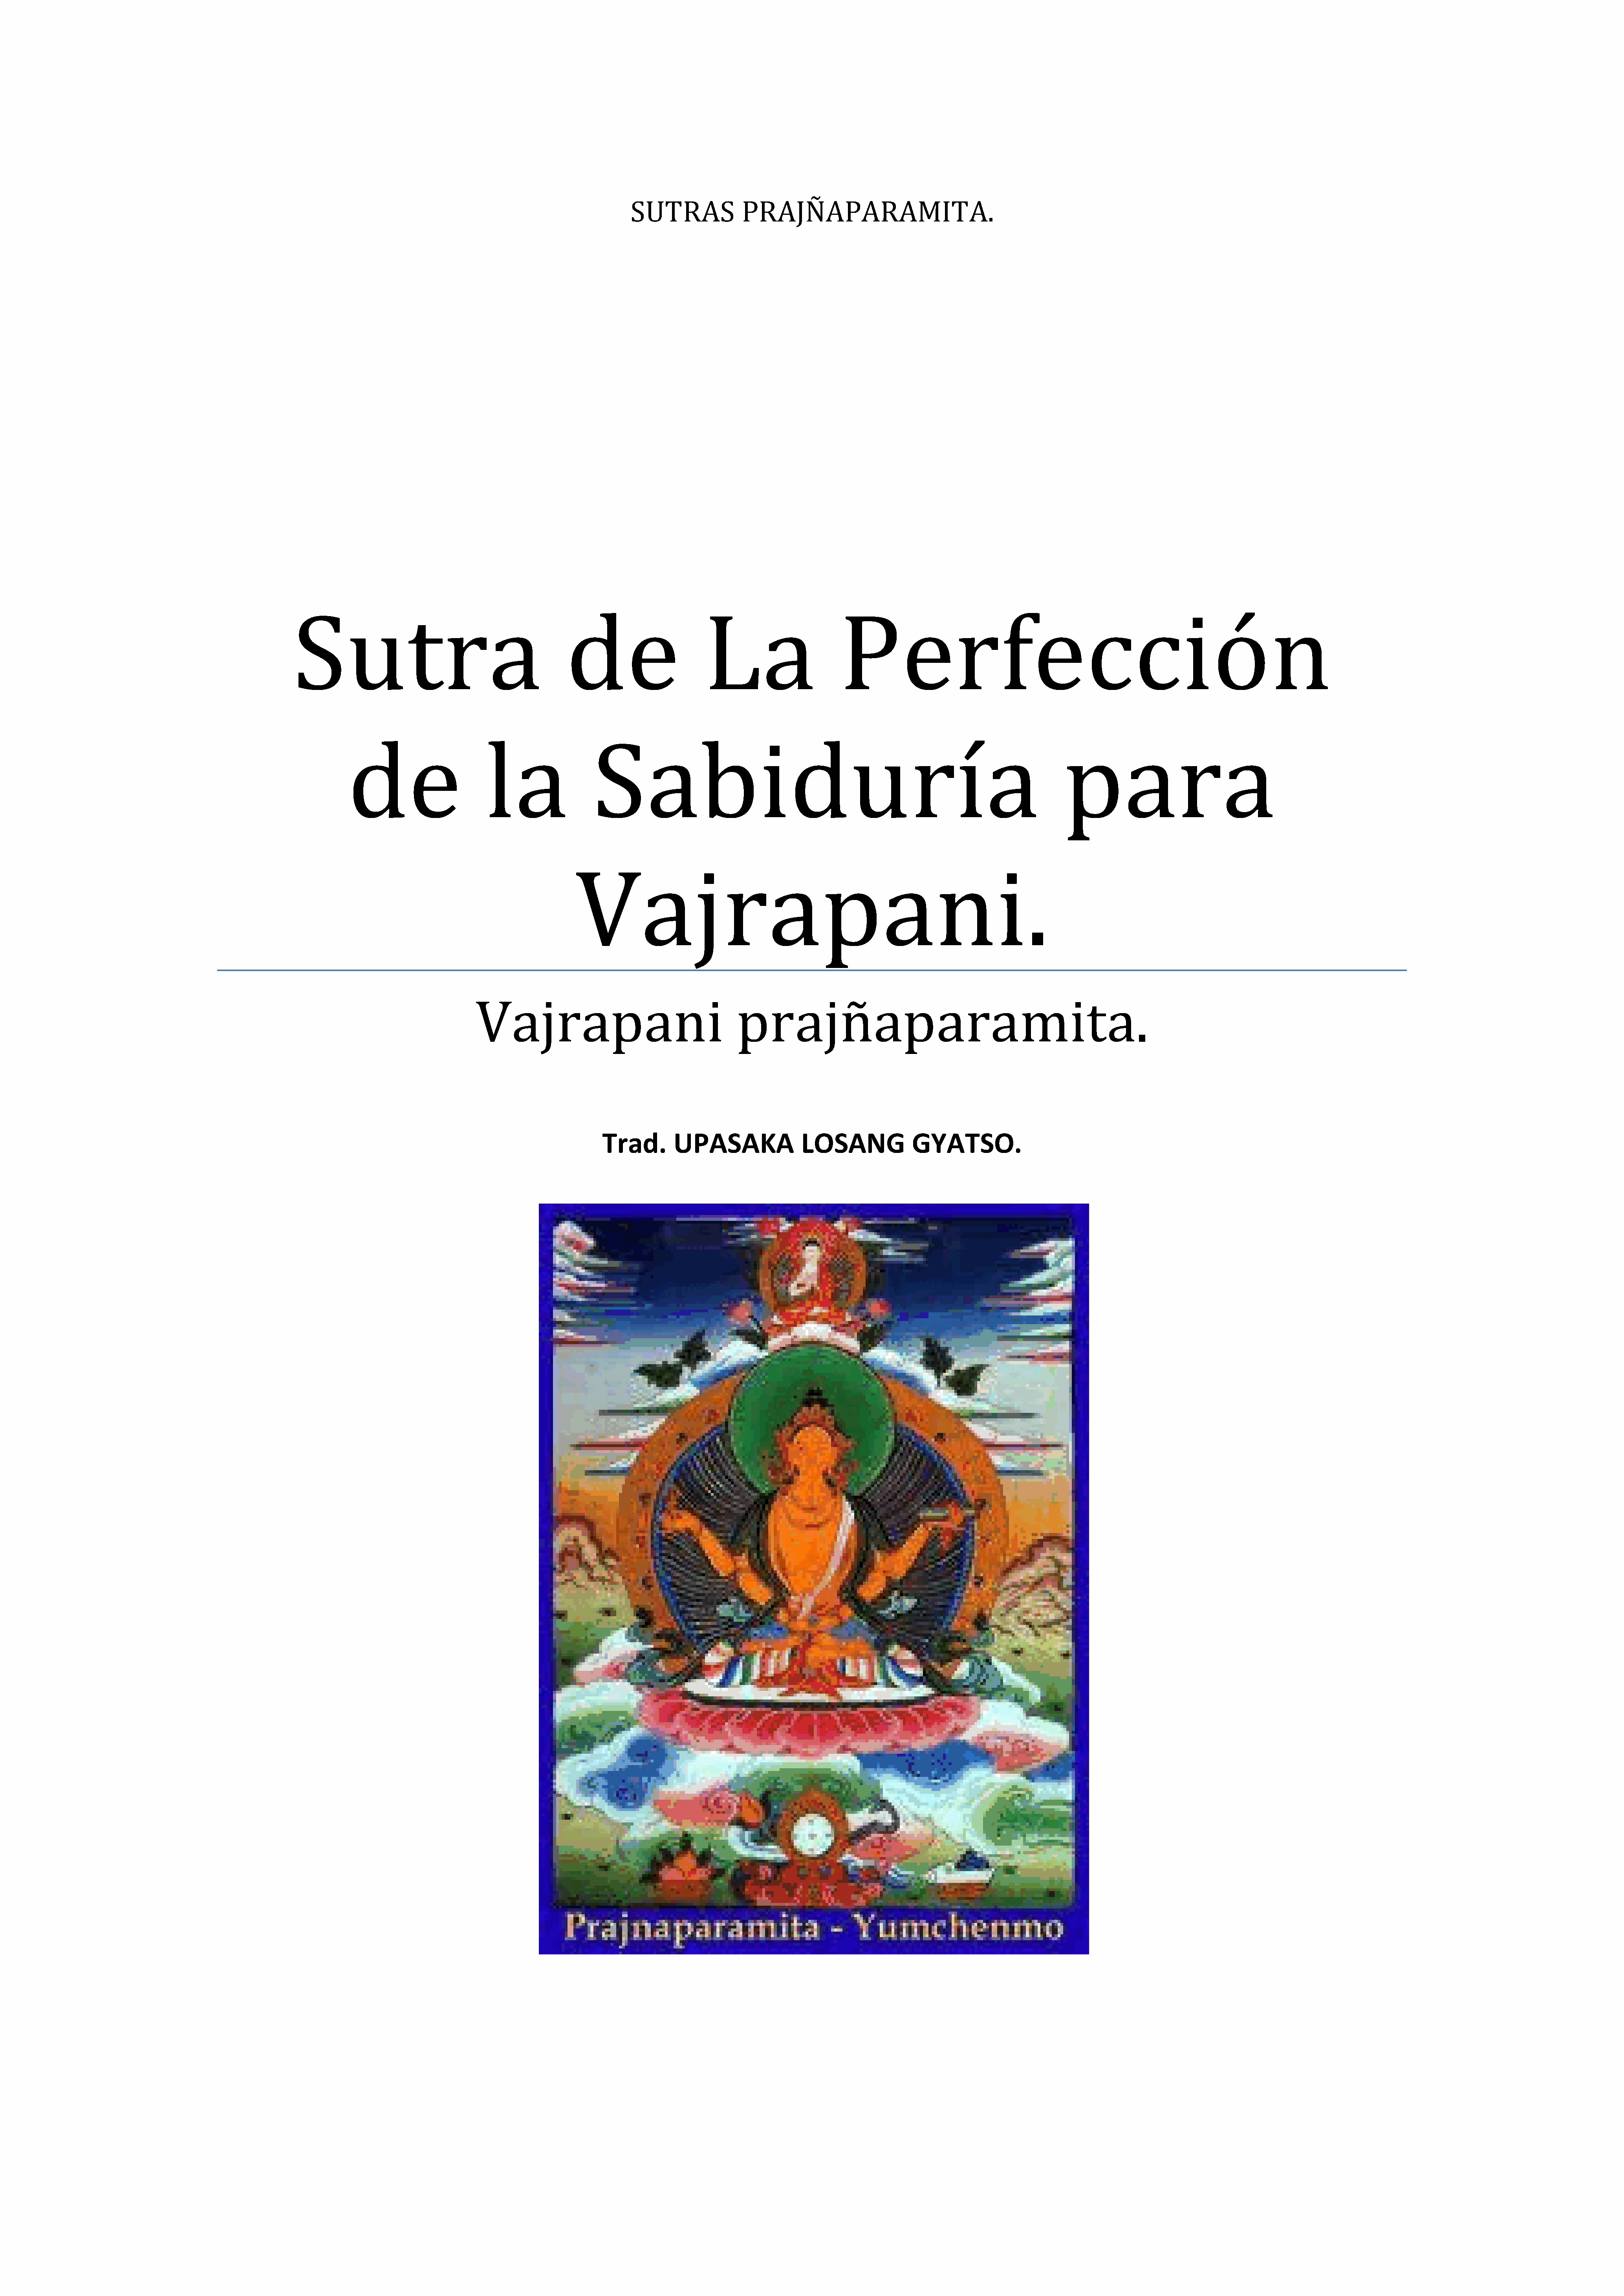 SUTRAS PRAJÑAPARAMITA.
Sutra de La Perfección
de la Sabiduría para
Vajrapani.
Vajrapani prajñaparamita.
Trad. UPASAKA LOSANG GYATSO.
Prajnaparamita - Yumchenmo